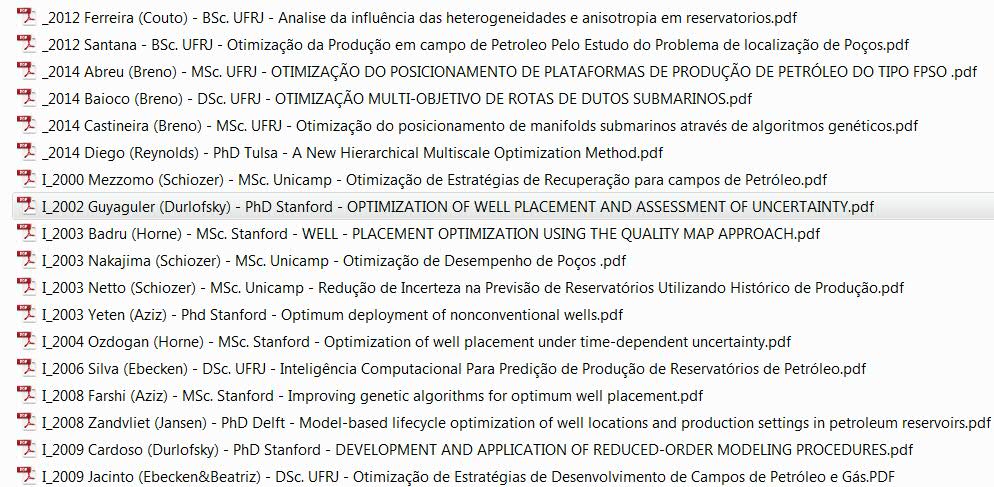 _2012 Ferreira (Couto) - BSc. UFRJ - Analise da influência das heterogeneidades e anisotropia em reservatorios.pdf
_2012 Santana - BSc. UFRJ - Otimização da Produção em campo de Petroleo Pelo Estudo do Problema de localização de Poços.pdf
_2014 Abreu (Breno) - MSc. UFRJ - OTIMIZAÇÃO DO POSICIONAMENTO DE PLATAFORMAS DE PRODUÇÃO DE PETRÓLEO DO TIPO FPSO .pdf
_2014 Baioco (Breno) - DSc. UFRJ - OTIMIZAÇÃO MULTI-OBJETIVO DE ROTAS DE DUTOS SUBMARINOS.pdf
_2014 Castineira (Breno) - MSc. UFRJ - Otimização do posicionamento de manifolds submarinos através de algoritmos genéticos.pdf
_2014 Diego (Reynolds) - PhD Tulsa - A New Hierarchical Multiscale Optimization Method.pdf
I_2000 Mezzomo (Schiozer) - MSc. Unicamp - Otimização de Estratégias de Recuperação para campos de Petróleo.pdf
I_2002 Guyaguler (Durlofsky) - PhD Stanford - OPTIMIZATION OF WELL PLACEMENT AND ASSESSMENT OF UNCERTAINTY.pdf
I_2003 Badru (Horne) - MSc. Stanford - WELL - PLACEMENT OPTIMIZATION USING THE QUALITY MAP APPROACH.pdf
I_2003 Nakajima (Schiozer) - MSc. Unicamp - Otimização de Desempenho de Poços .pdf
I_2003 Netto (Schiozer) - MSc. Unicamp - Redução de Incerteza na Previsão de Reservatórios Utilizando Histórico de Produção.pdf
I_2003 Yeten (Aziz) - Phd Stanford - Optimum deployment of nonconventional wells.pdf
I_2004 Ozdogan (Horne) - MSc. Stanford - Optimization of well placement under time-dependent uncertainty.pdf
I_2006 Silva (Ebecken) - DSc. UFRJ - Inteligência Computacional Para Predição de Produção de Reservatórios de Petróleo.pdf
I_2008 Farshi (Aziz) - MSc. Stanford - Improving genetic algorithms for optimum well placement.pdf
I_2008 Zandvliet (Jansen) - PhD Delft - Model-based lifecycle optimization of well locations and production settings in petroleum reservoirs.pdf
I_2009 Cardoso (Durlofsky) - PhD Stanford - DEVELOPMENT AND APPLICATION OF REDUCED-ORDER MODELING PROCEDURES.pdf
I_2009 Jacinto (Ebecken&Beatriz) - DSc. UFRJ - Otimização de Estratégias de Desenvolvimento de Campos de Petróleo e Gás.PDF